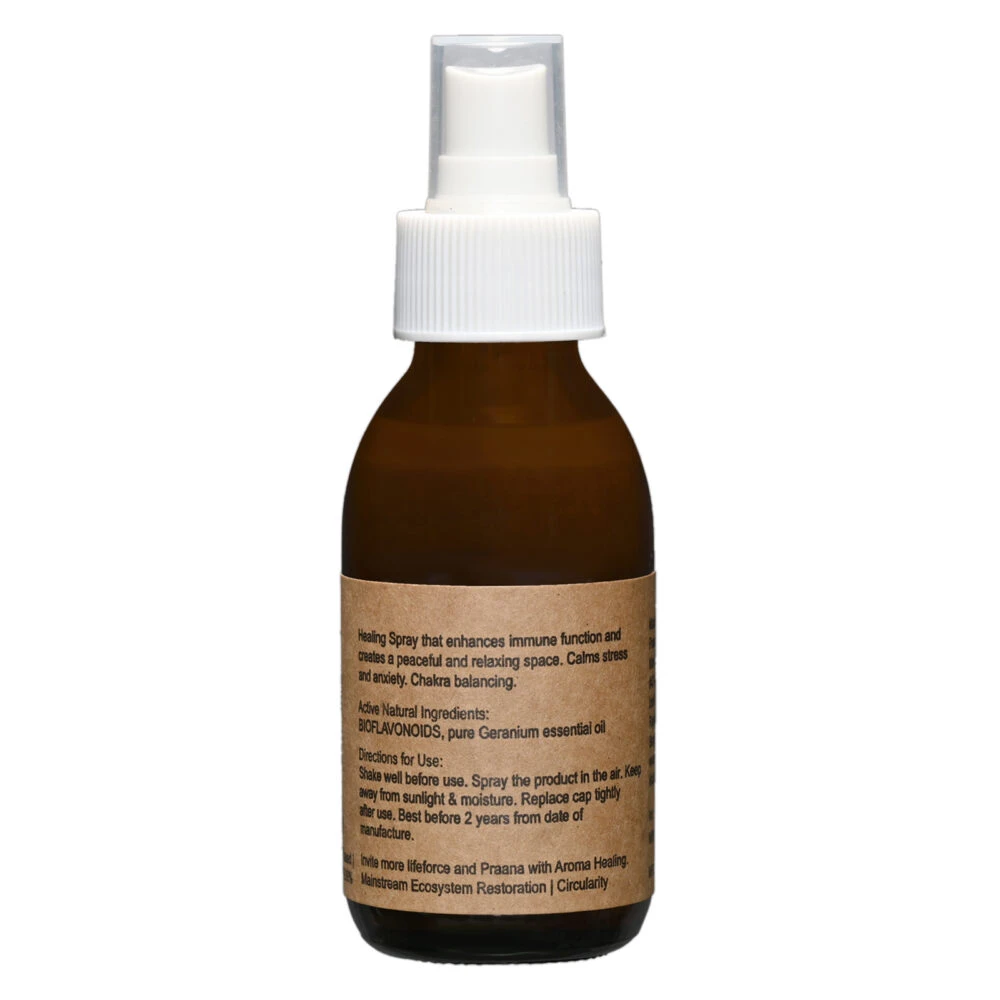 Healing Spray that enhances immune function and
creates a peaceful and relaxing space. Calms stress
and anxiety. Chakra balancing.
Active Natural Ingredients:
BIOFLAVONOIDS, pure Geranium essential oil
Directions for Use:
Shake well before use. Spray the product in the air. Keep
away from sunlight & moisture. Replace cap tightly
after use. Best before 2 years from date of
manufacture.
Invite more lifeforce and Praana with Aroma Healing.
Mainstream Ecosystem Restoration | Circularity